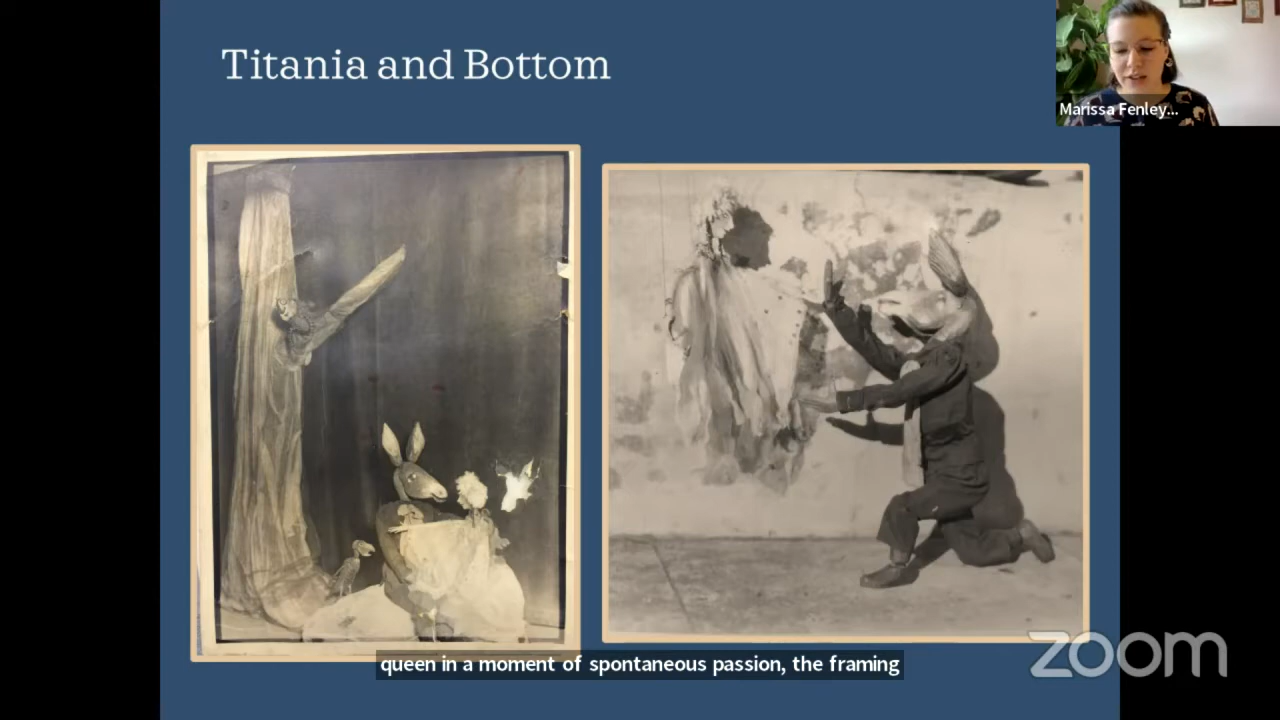 Titania and Bottom
Marissa Fenley...
queen in a moment of spontaneous passion, the framing
zoom